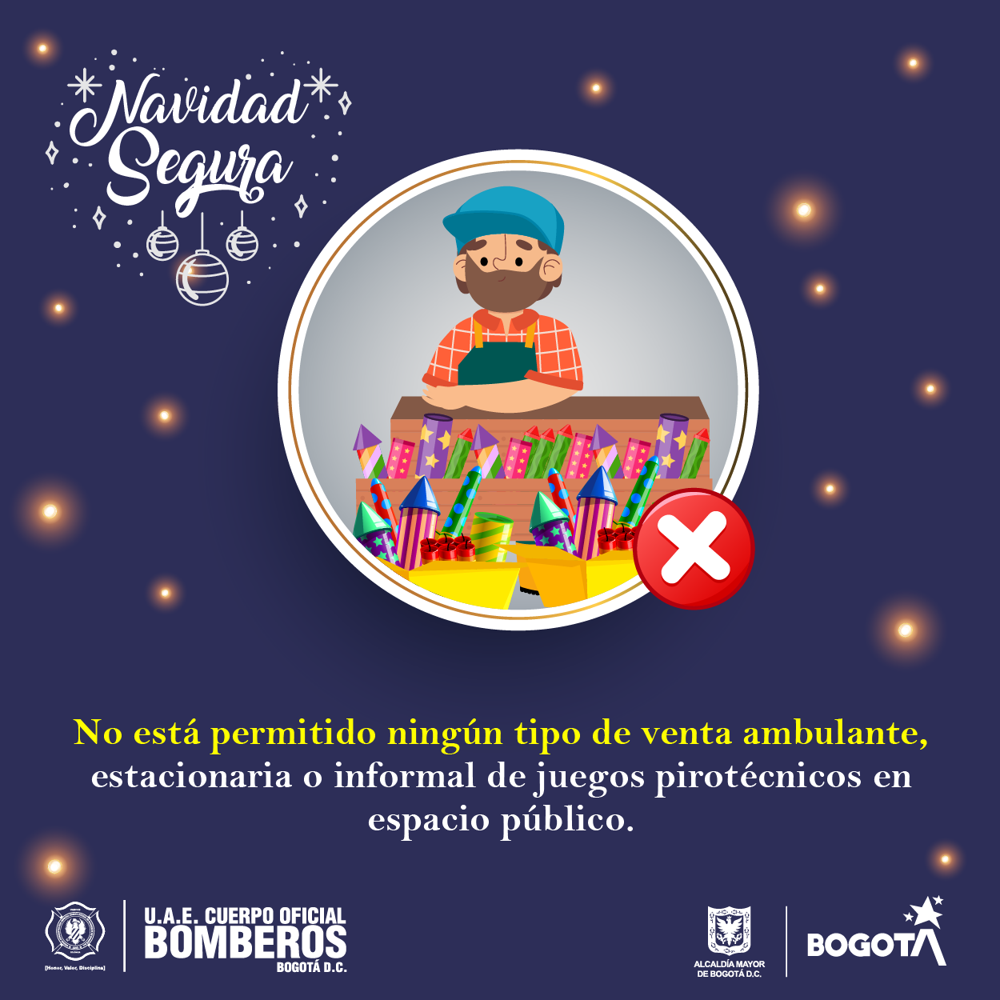 Navidad
Segura
No está permitido ningún tipo de venta ambulante,
estacionaria o informal de juegos pirotécnicos en
espacio público.
[Honor, Valor, Disciplina]
U.A.E. CUERPO OFICIAL
BOMBEROS
BOGOTÁ D.C.
ALCALDÍA MAYOR
DE BOGOTÁ D.C.
BOGOTÁ